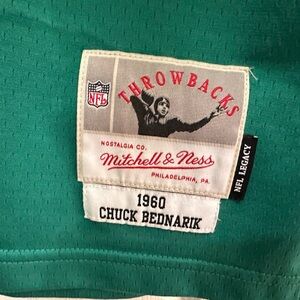 THROWBACKS
NFL
NOSTALGIA CO.
Mitchell & Ness
PHILADELPHIA, PA.
NFL LEGACY
1960
CHUCK BEDNARIK